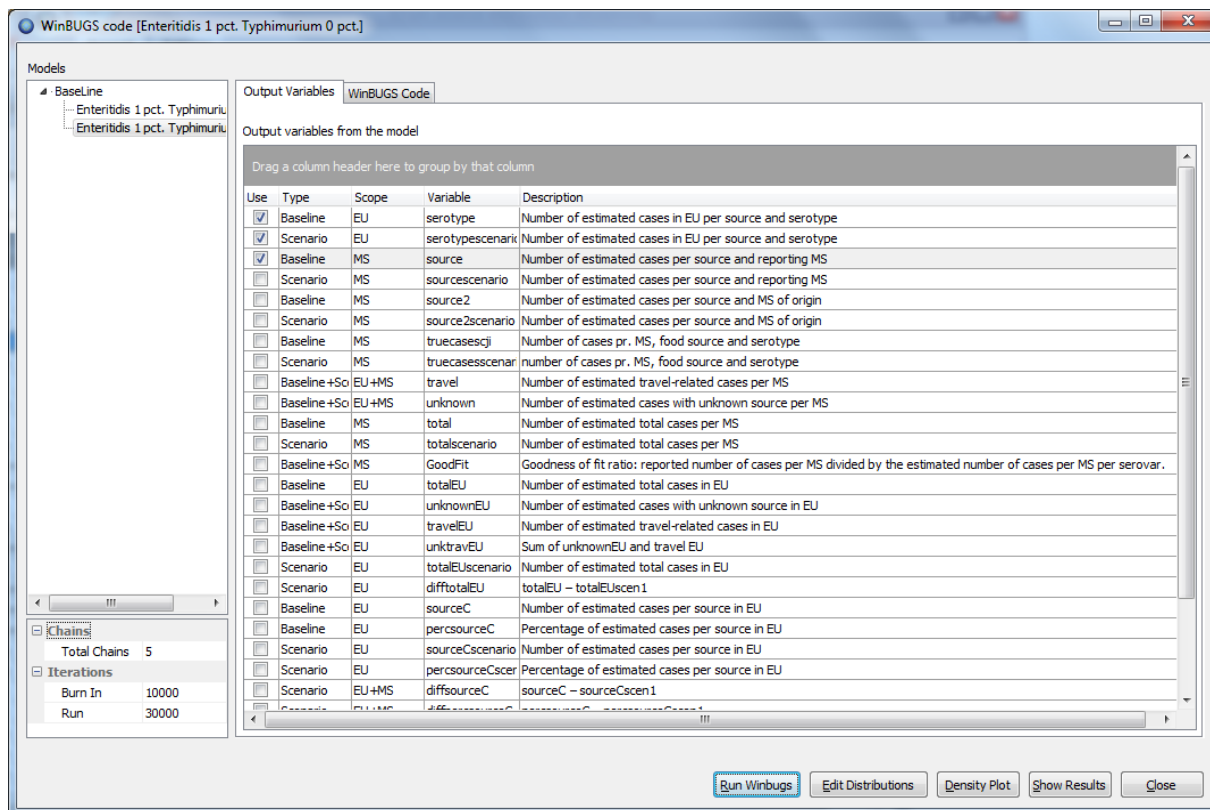 WinBUGS code [Enteritidis 1 pct. Typhimurium 0 pct.]
Models
BaseLine
Enteritidis 1 pct. Typhimuriu
Enteritidis 1 pct. Typhimuriu
Output Variables WinBUGS Code
Output variables from the model
Drag a column header here to group by that column
Use Type Scope Variable Description
Baseline EU serotype Number of estimated cases in EU per source and serotype
Scenario EU serotypescenaric Number of estimated cases in EU per source and serotype
Baseline MS source Number of estimated cases per source and reporting MS
Scenario MS sourcescenario Number of estimated cases per source and reporting MS
Baseline MS source2 Number of estimated cases per source and MS of origin
Scenario MS source2scenario Number of estimated cases per source and MS of origin
Baseline MS truecasescji Number of cases pr. MS, food source and serotype
Scenario MS truecasesscenar number of cases pr. MS, food source and serotype
Baseline+Sc EU+MS travel Number of estimated travel-related cases per MS
Baseline+Sc EU+MS unknown Number of estimated cases with unknown source per MS
Baseline MS total Number of estimated total cases per MS
Scenario MS totalscenario Number of estimated total cases per MS
Baseline+Sc MS GoodFit Goodness of fit ratio: reported number of cases per MS divided by the estimated number of cases per MS per serovar.
Baseline EU totalEU Number of estimated total cases in EU
Baseline+Sc EU unknownEU Number of estimated cases with unknown source in EU
Baseline+Sc EU travelEU Number of estimated travel-related cases in EU
Baseline+Sc EU unktravEU Sum of unknownEU and travel EU
Scenario EU totalEUscenario Number of estimated total cases in EU
Scenario EU difftotalEU totalEU – totalEUscen1
Baseline EU sourceC Number of estimated cases per source in EU
Baseline EU percsourceC Percentage of estimated cases per source in EU
Scenario EU sourceCscenario Number of estimated cases per source in EU
Scenario EU percsourceCscer Percentage of estimated cases per source in EU
Scenario EU+MS diffsourceC sourceC – sourceCscen1
Chains
Total Chains 5
Iterations
Burn In 10000
Run 30000
Run Winbugs Edit Distributions Density Plot Show Results Close